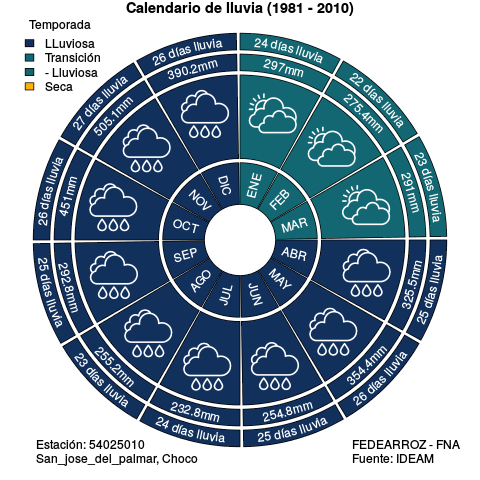 Calendario de lluvia (1981 - 2010)
Temporada
LLuviosa
Transición
- Lluviosa
Seca
24 días lluvia
297mm
ENE
22 días lluvia
275.4mm
FEB
23 días lluvia
291mm
MAR
25 días lluvia
325.5mm
ABR
26 días lluvia
354.4mm
MAY
25 días lluvia
254.8mm
JUN
24 días lluvia
232.8mm
JUL
23 días lluvia
255.2mm
AGO
25 días lluvia
292.8mm
SEP
26 días lluvia
451mm
OCT
27 días lluvia
505.1mm
NOV
26 días lluvia
390.2mm
DIC
Estación: 54025010
San_jose_del_palmar, Choco
FEDEARROZ - FNA
Fuente: IDEAM